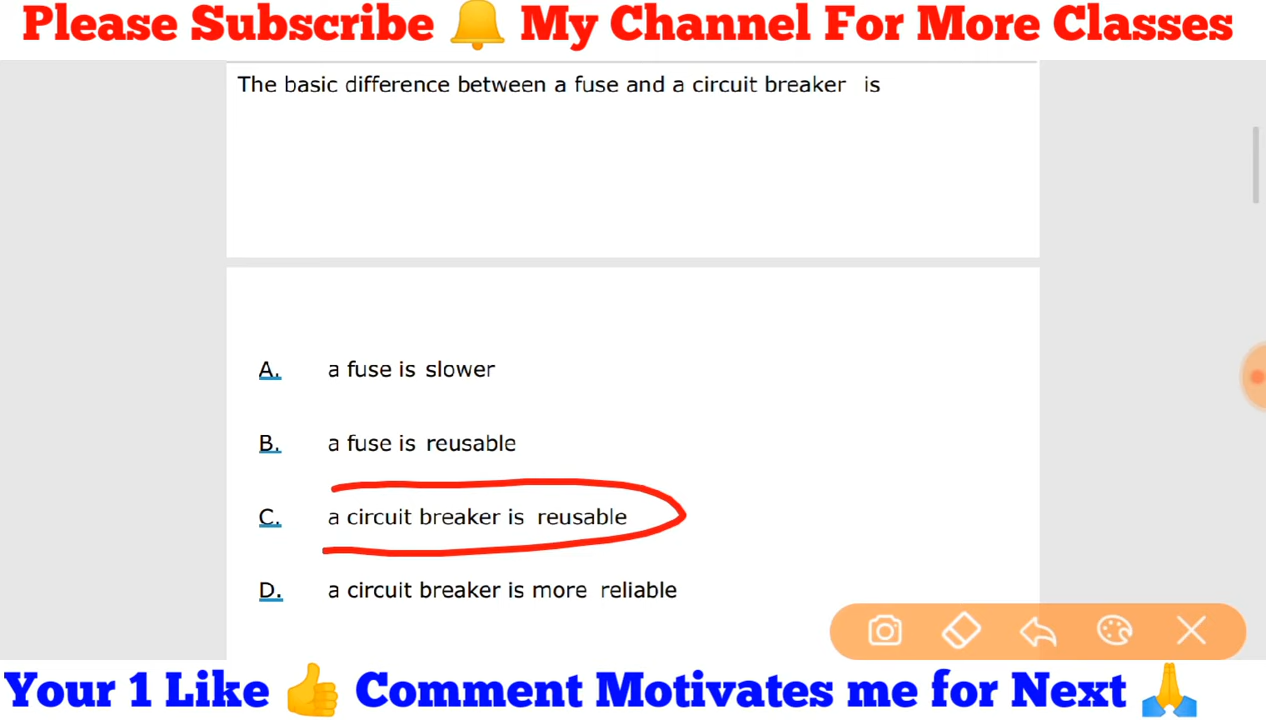 Please Subscribe 🔔 My Channel For More Classes
The basic difference between a fuse and a circuit breaker is
A. a fuse is slower
B. a fuse is reusable
C. a circuit breaker is reusable
D. a circuit breaker is more reliable
Your 1 Like 👍 Comment Motivates me for Next 🙏